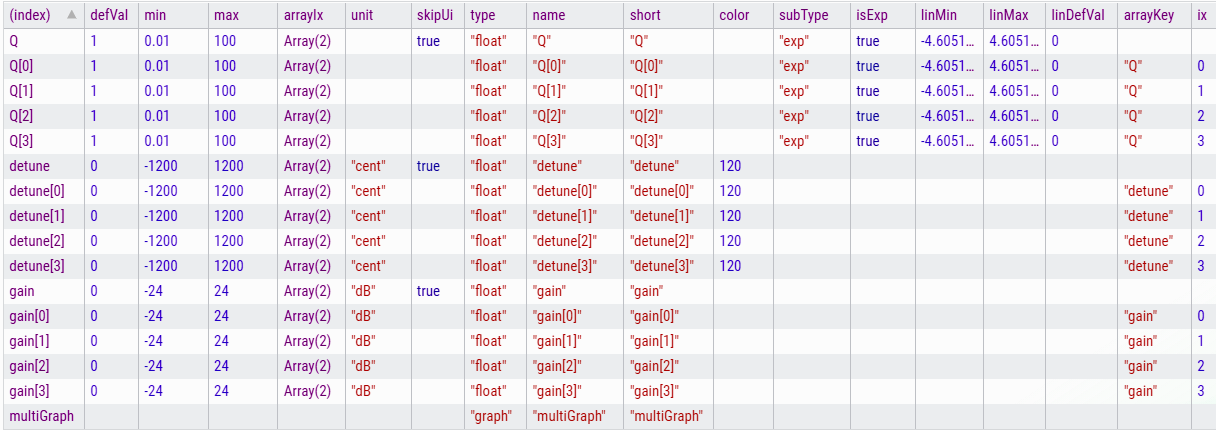 (index) ▲ defVal min max arrayIx unit skipUi type name short color subType isExp linMin linMax linDefVal arrayKey ix
Q 1 0.01 100 Array(2) true "float" "Q" "Q" "exp" true -4.6051… 4.6051… 0
Q[0] 1 0.01 100 Array(2) "float" "Q[0]" "Q[0]" "exp" true -4.6051… 4.6051… 0 "Q" 0
Q[1] 1 0.01 100 Array(2) "float" "Q[1]" "Q[1]" "exp" true -4.6051… 4.6051… 0 "Q" 1
Q[2] 1 0.01 100 Array(2) "float" "Q[2]" "Q[2]" "exp" true -4.6051… 4.6051… 0 "Q" 2
Q[3] 1 0.01 100 Array(2) "float" "Q[3]" "Q[3]" "exp" true -4.6051… 4.6051… 0 "Q" 3
detune 0 -1200 1200 Array(2) "cent" true "float" "detune" "detune" 120
detune[0] 0 -1200 1200 Array(2) "cent" "float" "detune[0]" "detune[0]" 120 "detune" 0
detune[1] 0 -1200 1200 Array(2) "cent" "float" "detune[1]" "detune[1]" 120 "detune" 1
detune[2] 0 -1200 1200 Array(2) "cent" "float" "detune[2]" "detune[2]" 120 "detune" 2
detune[3] 0 -1200 1200 Array(2) "cent" "float" "detune[3]" "detune[3]" 120 "detune" 3
gain 0 -24 24 Array(2) "dB" true "float" "gain" "gain"
gain[0] 0 -24 24 Array(2) "dB" "float" "gain[0]" "gain[0]" "gain" 0
gain[1] 0 -24 24 Array(2) "dB" "float" "gain[1]" "gain[1]" "gain" 1
gain[2] 0 -24 24 Array(2) "dB" "float" "gain[2]" "gain[2]" "gain" 2
gain[3] 0 -24 24 Array(2) "dB" "float" "gain[3]" "gain[3]" "gain" 3
multiGraph "graph" "multiGraph" "multiGraph"